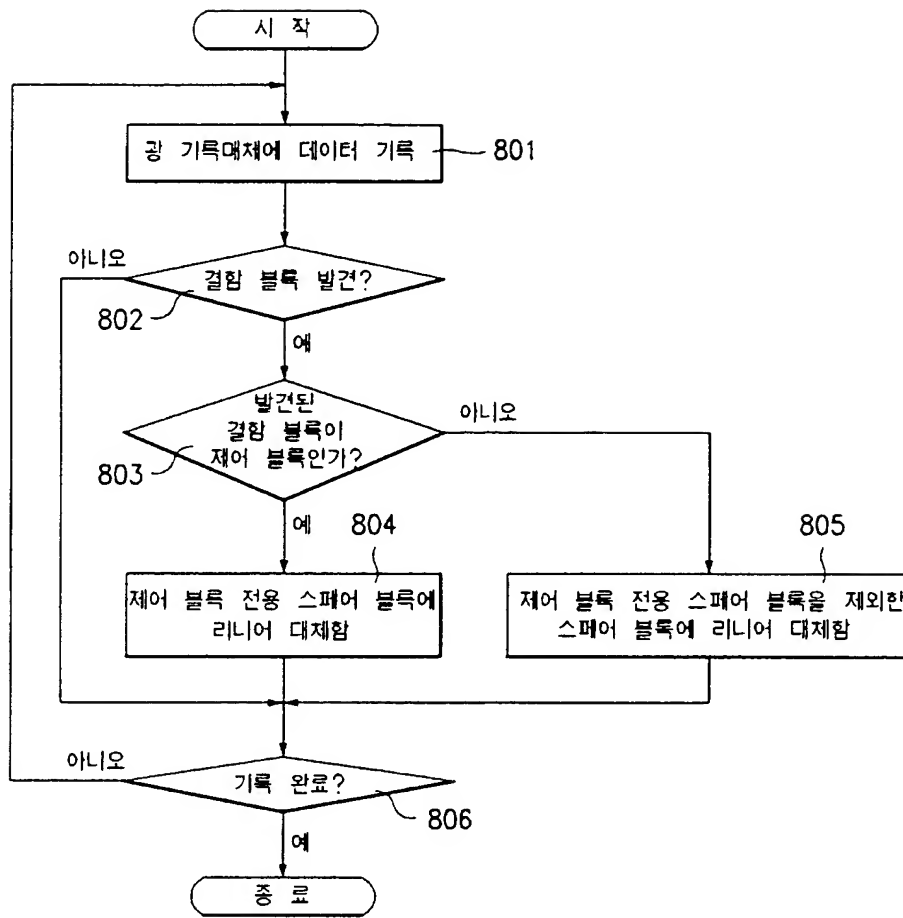 시 작
광 기록매체에 데이터 기록
801
아니오
결함 블록 발견?
802
예
발견된
결함 블록이
제어 블록인가?
803
아니오
예
804
805
제어 블록 전용 스페어 블록에
리니어 대체함
제어 블록 전용 스페어 블록을 제외한
스페어 블록에 리니어 대체함
아니오
기록 완료?
806
예
종 료